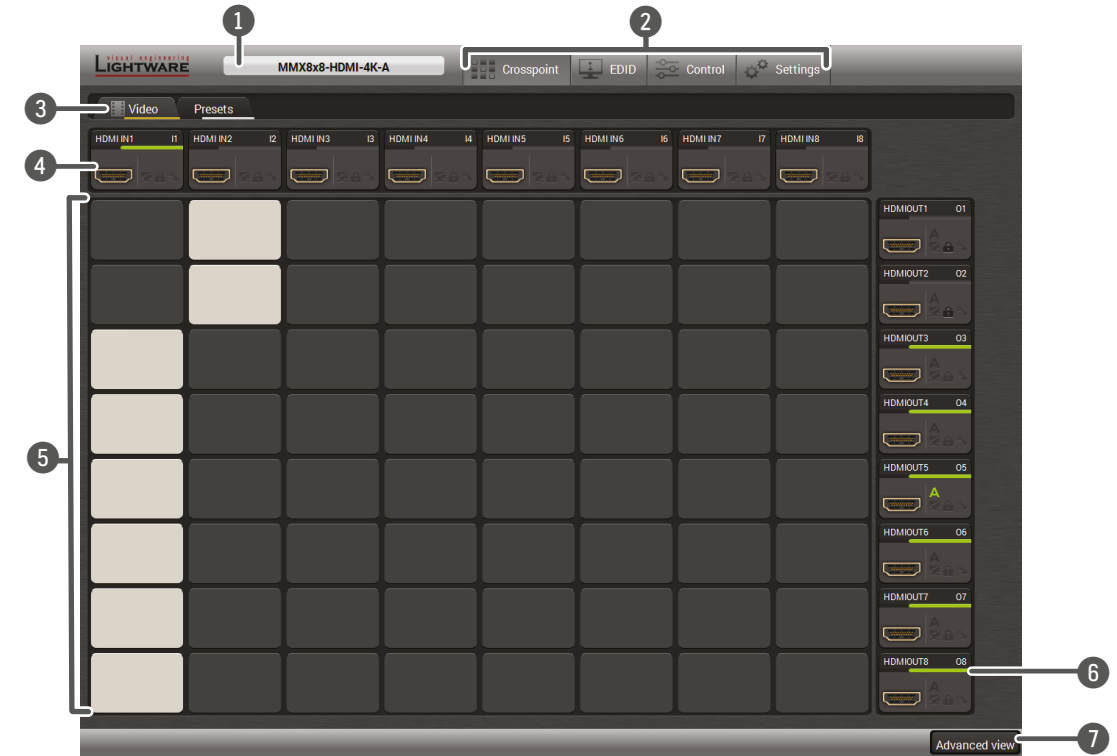 1
2
visual engineering
LIGHTWARE
MMX8x8-HDMI-4K-A
Crosspoint
EDID
Control
Settings
3
Video
Presets
HDMI IN1 I1
HDMI IN2 I2
HDMI IN3 I3
HDMI IN4 I4
HDMI IN5 I5
HDMI IN6 I6
HDMI IN7 I7
HDMI IN8 I8
4
HDMIOUT1 O1
A
HDMIOUT2 O2
A
HDMIOUT3 O3
A
HDMIOUT4 O4
A
5
HDMIOUT5 O5
A
HDMIOUT6 O6
A
HDMIOUT7 O7
A
HDMIOUT8 O8
A
6
Advanced view
7